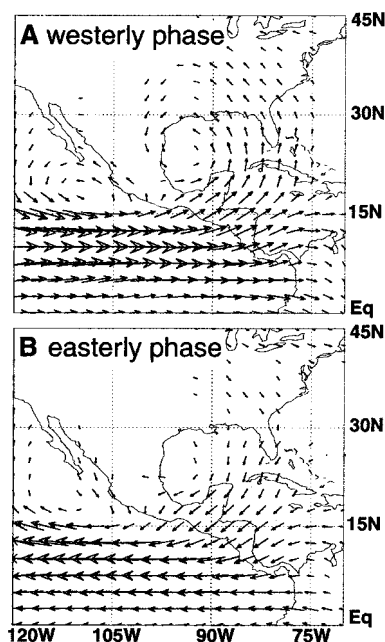 A westerly phase
45N
30N
15N
Eq
B easterly phase
45N
30N
15N
Eq
120W 105W 90W 75W